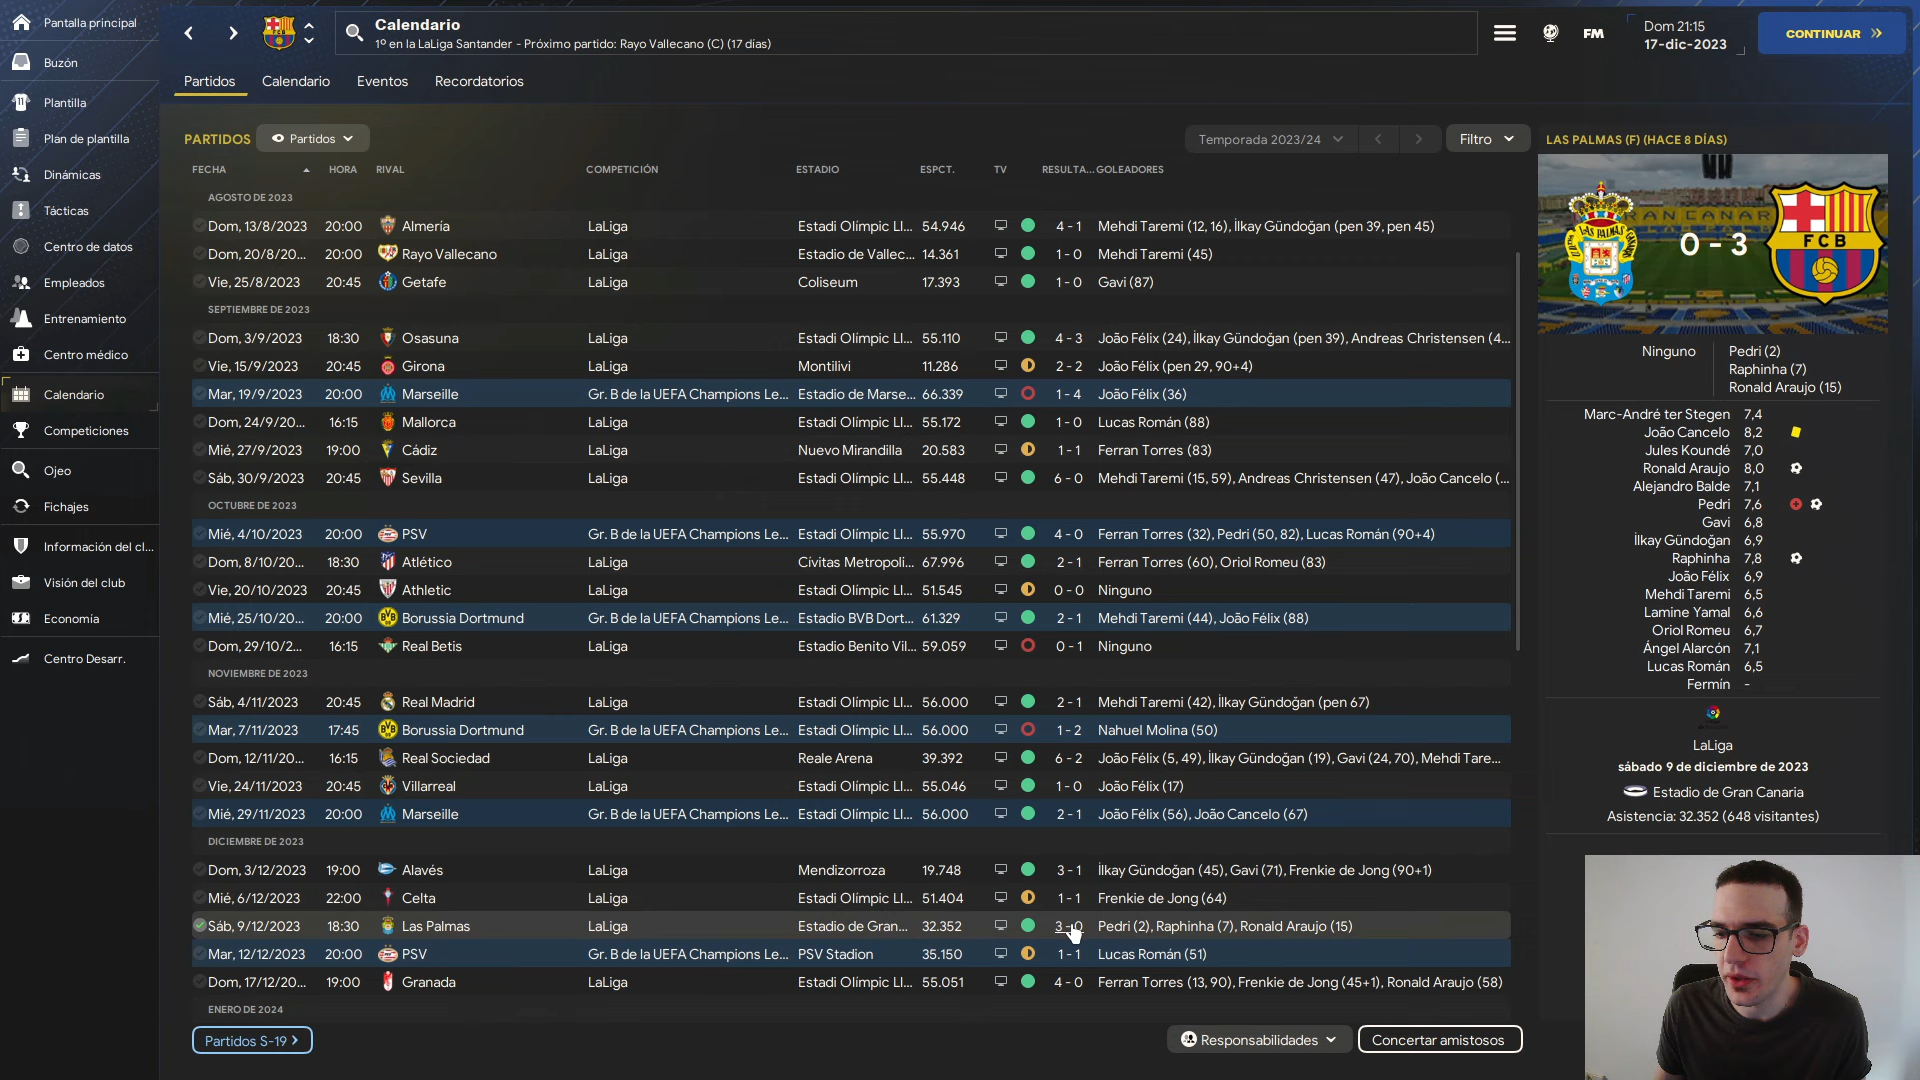 Pantalla principal
Buzón
Plantilla
Plan de plantilla
Dinámicas
Tácticas
Centro de datos
Empleados
Entrenamiento
Centro médico
Calendario
Competiciones
Ojeo
Fichajes
Información del cl...
Visión del club
Economía
Centro Desarr.
Calendario
1º en la LaLiga Santander - Próximo partido: Rayo Vallecano (C) (17 días)
FM
Dom 21:15
17-dic-2023
CONTINUAR
Partidos Calendario Eventos Recordatorios
PARTIDOS Partidos Temporada 2023/24 Filtro
FECHA HORA RIVAL COMPETICIÓN ESTADIO ESPCT. TV RESULTA... GOLEADORES
AGOSTO DE 2023
Dom, 13/8/2023 20:00 Almería LaLiga Estadi Olímpic Ll... 54.946 4 - 1 Mehdi Taremi (12, 16), İlkay Gündoğan (pen 39, pen 45)
Dom, 20/8/20... 20:00 Rayo Vallecano LaLiga Estadio de Vallec... 14.361 1 - 0 Mehdi Taremi (45)
Vie, 25/8/2023 20:45 Getafe LaLiga Coliseum 17.393 1 - 0 Gavi (87)
SEPTIEMBRE DE 2023
Dom, 3/9/2023 18:30 Osasuna LaLiga Estadi Olímpic Ll... 55.110 4 - 3 João Félix (24), İlkay Gündoğan (pen 39), Andreas Christensen (4...
Vie, 15/9/2023 20:45 Girona LaLiga Montilivi 11.286 2 - 2 João Félix (pen 29, 90+4)
Mar, 19/9/2023 20:00 Marseille Gr. B de la UEFA Champions Le... Estadio de Marse... 66.339 1 - 4 João Félix (36)
Dom, 24/9/20... 16:15 Mallorca LaLiga Estadi Olímpic Ll... 55.172 1 - 0 Lucas Román (88)
Mié, 27/9/2023 19:00 Cádiz LaLiga Nuevo Mirandilla 20.583 1 - 1 Ferran Torres (83)
Sáb, 30/9/2023 20:45 Sevilla LaLiga Estadi Olímpic Ll... 55.448 6 - 0 Mehdi Taremi (15, 59), Andreas Christensen (47), João Cancelo (...
OCTUBRE DE 2023
Mié, 4/10/2023 20:00 PSV Gr. B de la UEFA Champions Le... Estadi Olímpic Ll... 55.970 4 - 0 Ferran Torres (32), Pedri (50, 82), Lucas Román (90+4)
Dom, 8/10/20... 18:30 Atlético LaLiga Cívitas Metropoli... 67.996 2 - 1 Ferran Torres (60), Oriol Romeu (83)
Vie, 20/10/2023 20:45 Athletic LaLiga Estadi Olímpic Ll... 51.545 0 - 0 Ninguno
Mié, 25/10/20... 20:00 Borussia Dortmund Gr. B de la UEFA Champions Le... Estadio BVB Dort... 61.329 2 - 1 Mehdi Taremi (44), João Félix (88)
Dom, 29/10/2... 16:15 Real Betis LaLiga Estadio Benito Vil... 59.059 0 - 1 Ninguno
NOVIEMBRE DE 2023
Sáb, 4/11/2023 20:45 Real Madrid LaLiga Estadi Olímpic Ll... 56.000 2 - 1 Mehdi Taremi (42), İlkay Gündoğan (pen 67)
Mar, 7/11/2023 17:45 Borussia Dortmund Gr. B de la UEFA Champions Le... Estadi Olímpic Ll... 56.000 1 - 2 Nahuel Molina (50)
Dom, 12/11/20... 16:15 Real Sociedad LaLiga Reale Arena 39.392 6 - 2 João Félix (5, 49), İlkay Gündoğan (19), Gavi (24, 70), Mehdi Tare...
Vie, 24/11/2023 20:45 Villarreal LaLiga Estadi Olímpic Ll... 55.046 1 - 0 João Félix (17)
Mié, 29/11/2023 20:00 Marseille Gr. B de la UEFA Champions Le... Estadi Olímpic Ll... 56.000 2 - 1 João Félix (56), João Cancelo (67)
DICIEMBRE DE 2023
Dom, 3/12/2023 19:00 Alavés LaLiga Mendizorroza 19.748 3 - 1 İlkay Gündoğan (45), Gavi (71), Frenkie de Jong (90+1)
Mié, 6/12/2023 22:00 Celta LaLiga Estadi Olímpic Ll... 51.404 1 - 1 Frenkie de Jong (64)
Sáb, 9/12/2023 18:30 Las Palmas LaLiga Estadio de Gran... 32.352 3 - 0 Pedri (2), Raphinha (7), Ronald Araujo (15)
Mar, 12/12/2023 20:00 PSV Gr. B de la UEFA Champions Le... PSV Stadion 35.150 1 - 1 Lucas Román (51)
Dom, 17/12/20... 19:00 Granada LaLiga Estadi Olímpic Ll... 55.051 4 - 0 Ferran Torres (13, 90), Frenkie de Jong (45+1), Ronald Araujo (58)
ENERO DE 2024
Partidos S-19 Responsabilidades Concertar amistosos
LAS PALMAS (F) (HACE 8 DÍAS)
0 - 3
FCB
Ninguno Pedri (2)
Raphinha (7)
Ronald Araujo (15)
Marc-André ter Stegen 7,4
João Cancelo 8,2
Jules Koundé 7,0
Ronald Araujo 8,0
Alejandro Balde 7,1
Pedri 7,6
Gavi 6,8
İlkay Gündoğan 6,9
Raphinha 7,8
João Félix 6,9
Mehdi Taremi 6,5
Lamine Yamal 6,6
Oriol Romeu 6,7
Ángel Alarcón 7,1
Lucas Román 6,5
Fermín -
LaLiga
sábado 9 de diciembre de 2023
Estadio de Gran Canaria
Asistencia: 32.352 (648 visitantes)